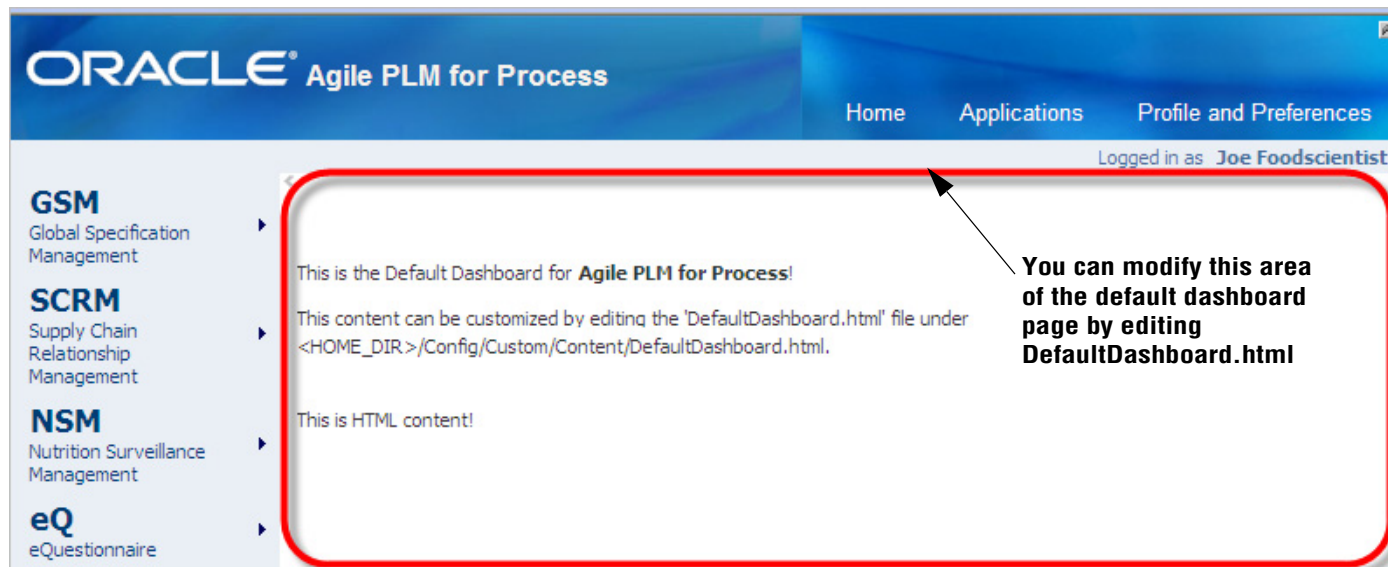 ORACLE® Agile PLM for Process
Home Applications Profile and Preferences
Logged in as Joe Foodscientist
GSM
Global Specification
Management
SCRM
Supply Chain
Relationship
Management
NSM
Nutrition Surveillance
Management
eQ
eQuestionnaire
This is the Default Dashboard for Agile PLM for Process!
This content can be customized by editing the 'DefaultDashboard.html' file under
<HOME_DIR>/Config/Custom/Content/DefaultDashboard.html.
This is HTML content!
You can modify this area
of the default dashboard
page by editing
DefaultDashboard.html